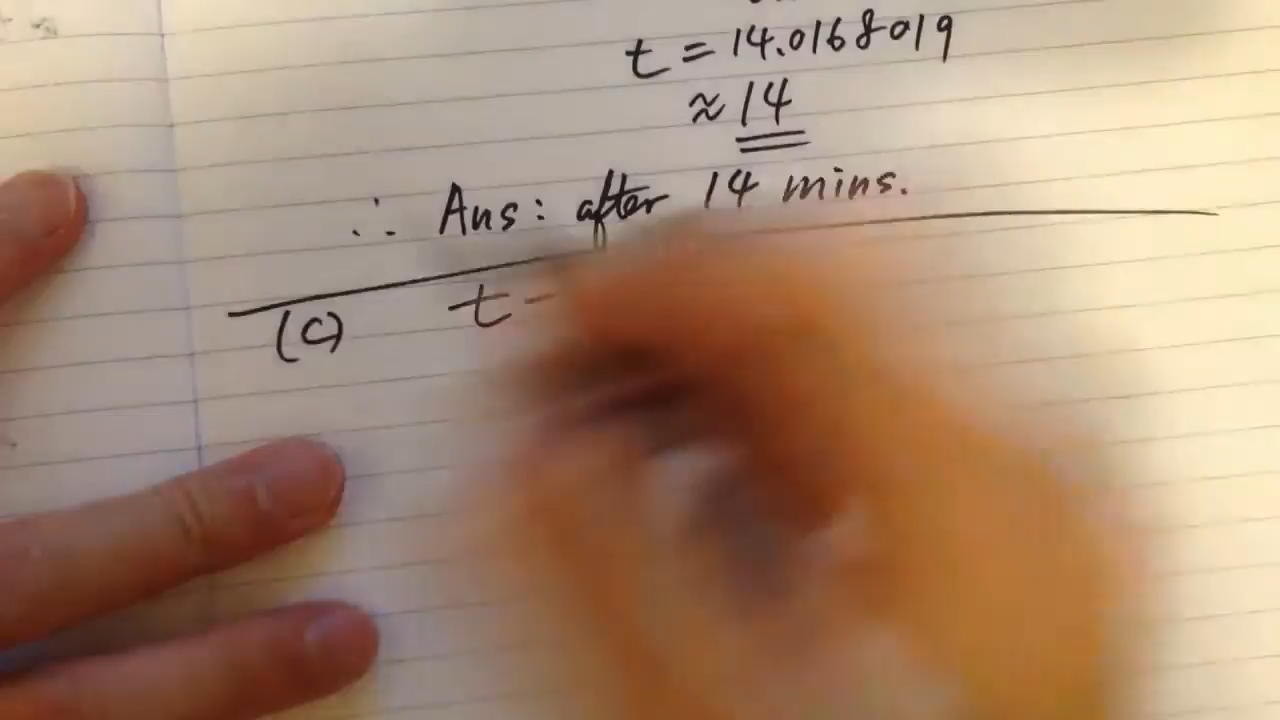 t = 14.0168019
≈ 14
∴ Ans: after 14 mins.
(c) t -